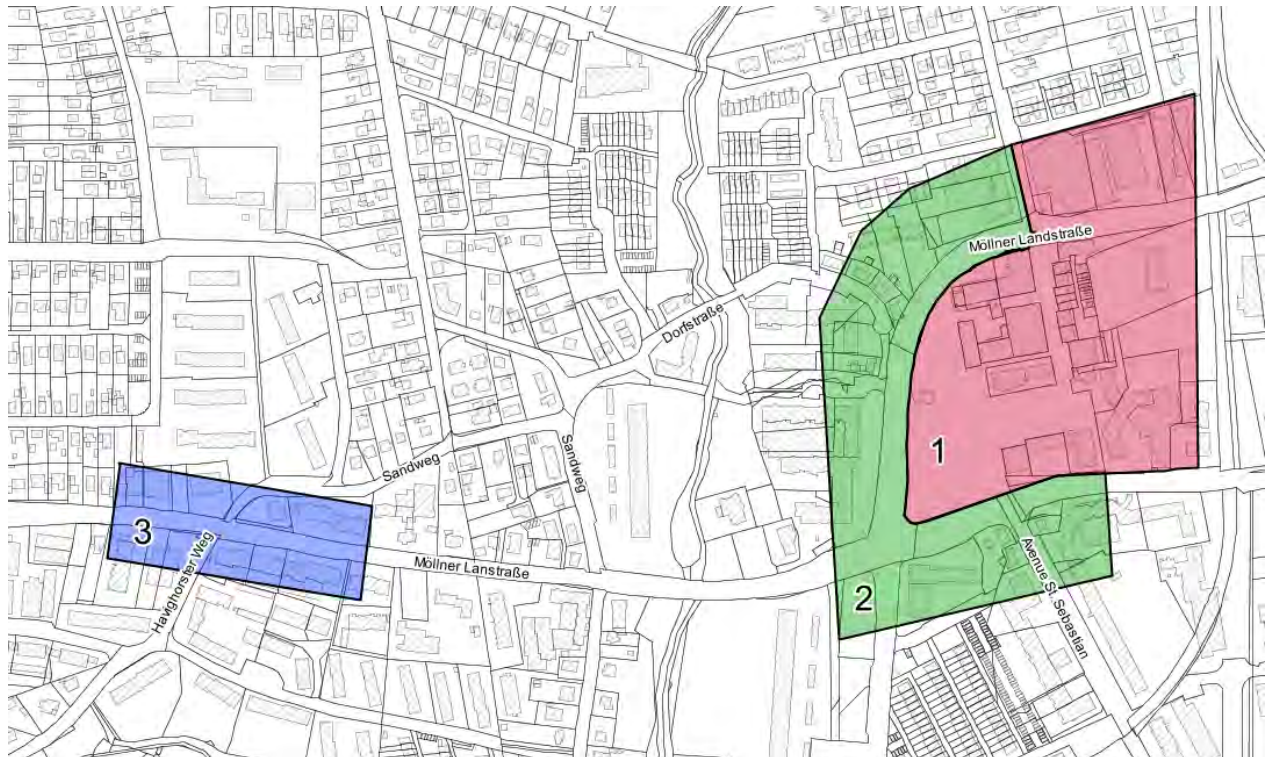 Möllner Landstraße
Dorfstraße
1
Sandweg
Sandweg
3
Havighorster Weg
Möllner Lanstraße
Avenue St. Sebastian
2